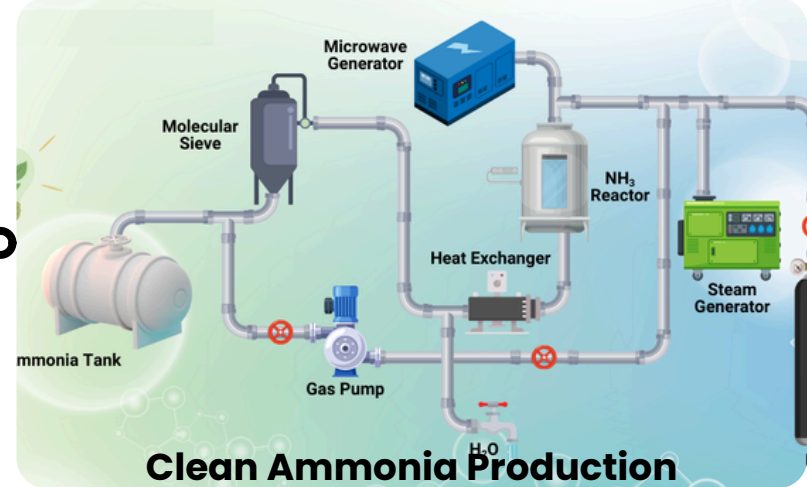 Microwave
Generator
Molecular
Sieve
NH₃
Reactor
Heat Exchanger
Steam
Generator
mmonia Tank
Gas Pump
H₂O
Clean Ammonia Production